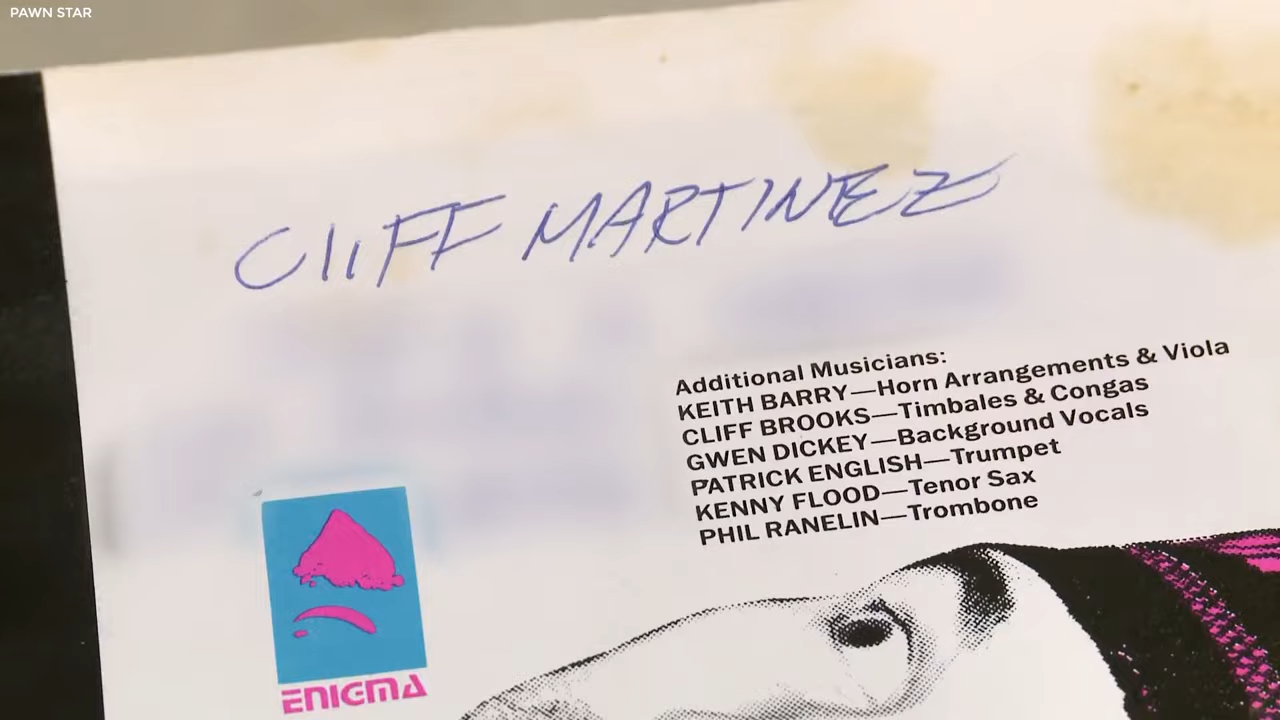 PAWN STAR
CLIFF MARTINEZ
Additional Musicians:
KEITH BARRY—Horn Arrangements & Viola
CLIFF BROOKS—Timbales & Congas
GWEN DICKEY—Background Vocals
PATRICK ENGLISH—Trumpet
KENNY FLOOD—Tenor Sax
PHIL RANELIN—Trombone
ENIGMA